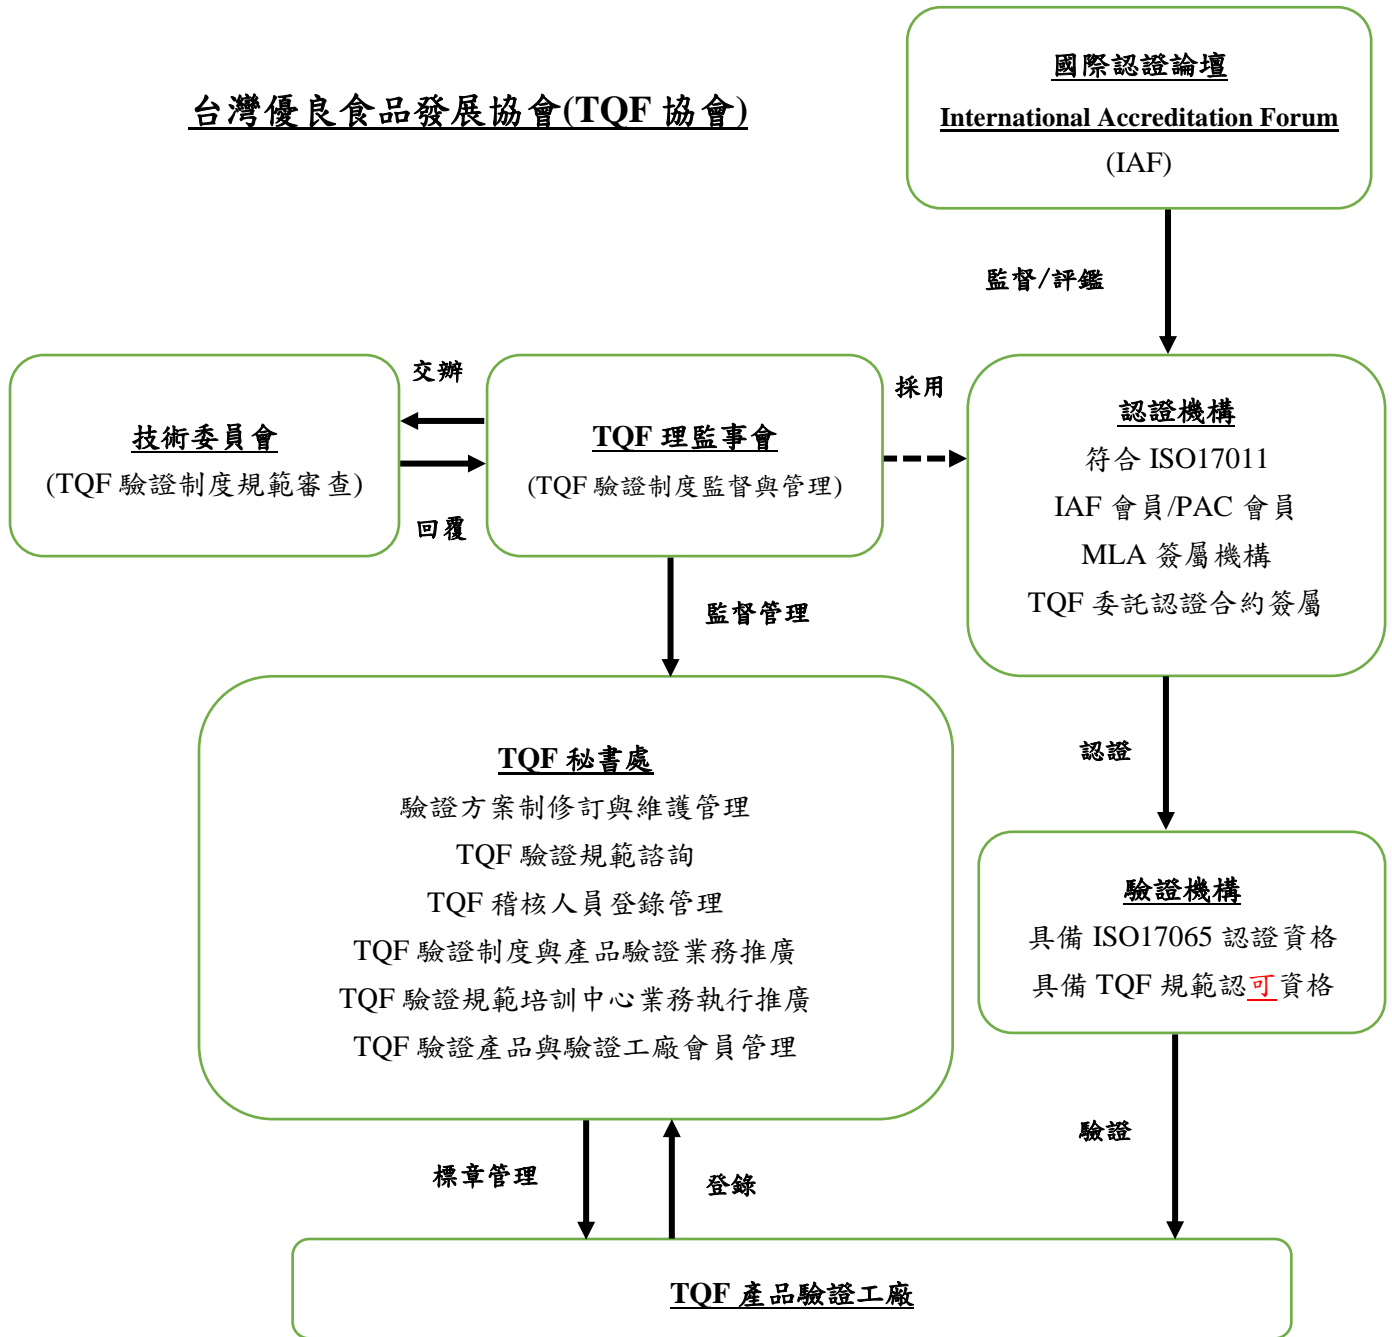 台灣優良食品發展協會(TQF 協會)
國際認證論壇
International Accreditation Forum
(IAF)
監督/評鑑
交辦
技術委員會
(TQF 驗證制度規範審查)
回覆
TQF 理監事會
(TQF 驗證制度監督與管理)
採用
認證機構
符合 ISO17011
IAF 會員/PAC 會員
MLA 簽屬機構
TQF 委託認證合約簽屬
監督管理
認證
TQF 秘書處
驗證方案制修訂與維護管理
TQF 驗證規範諮詢
TQF 稽核人員登錄管理
TQF 驗證制度與產品驗證業務推廣
TQF 驗證規範培訓中心業務執行推廣
TQF 驗證產品與驗證工廠會員管理
驗證機構
具備 ISO17065 認證資格
具備 TQF 規範認可資格
標章管理
登錄
驗證
TQF 產品驗證工廠